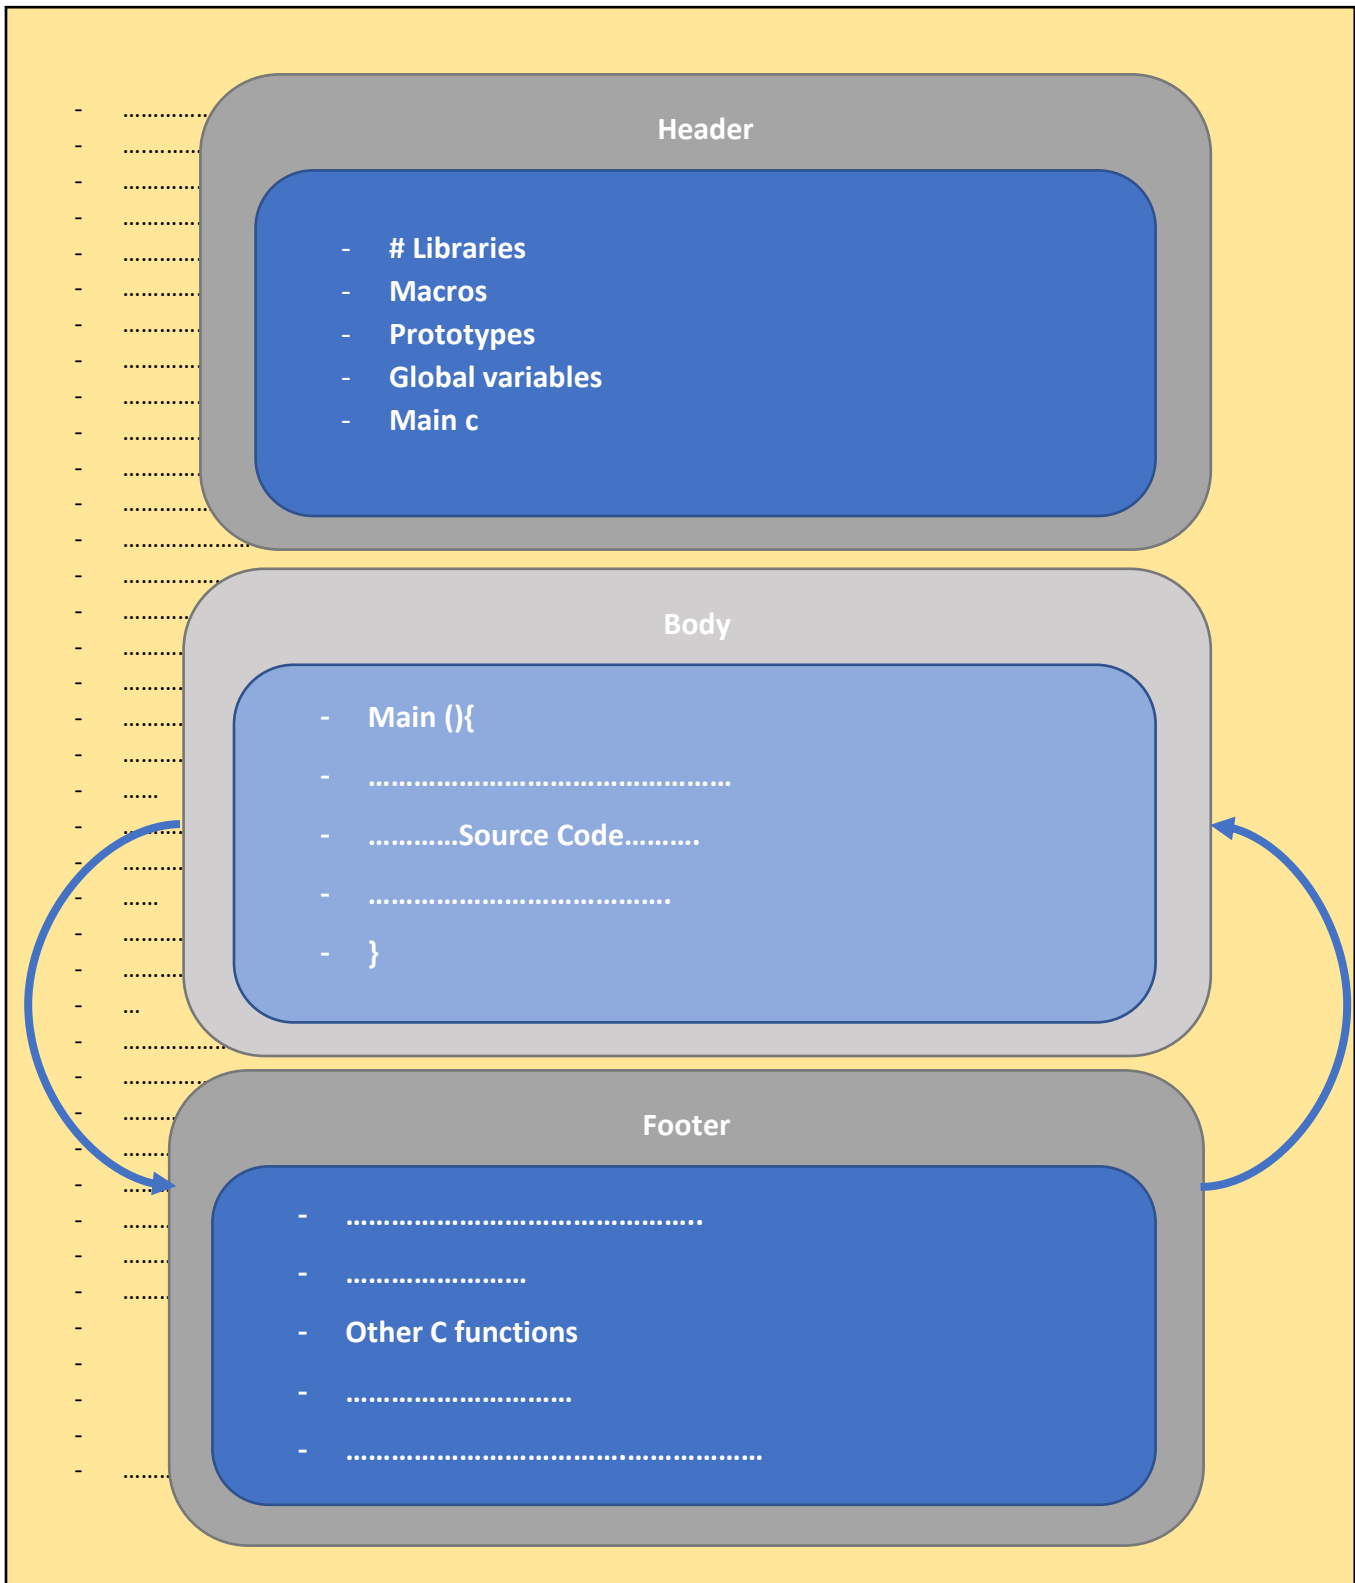 Header
- # Libraries
- Macros
- Prototypes
- Global variables
- Main c
Body
- Main (){
- ................................................
- ............Source Code..........
- ........................................
- }
Footer
- ...............................................
- ........................
- Other C functions
- ..............................
- .......................................................